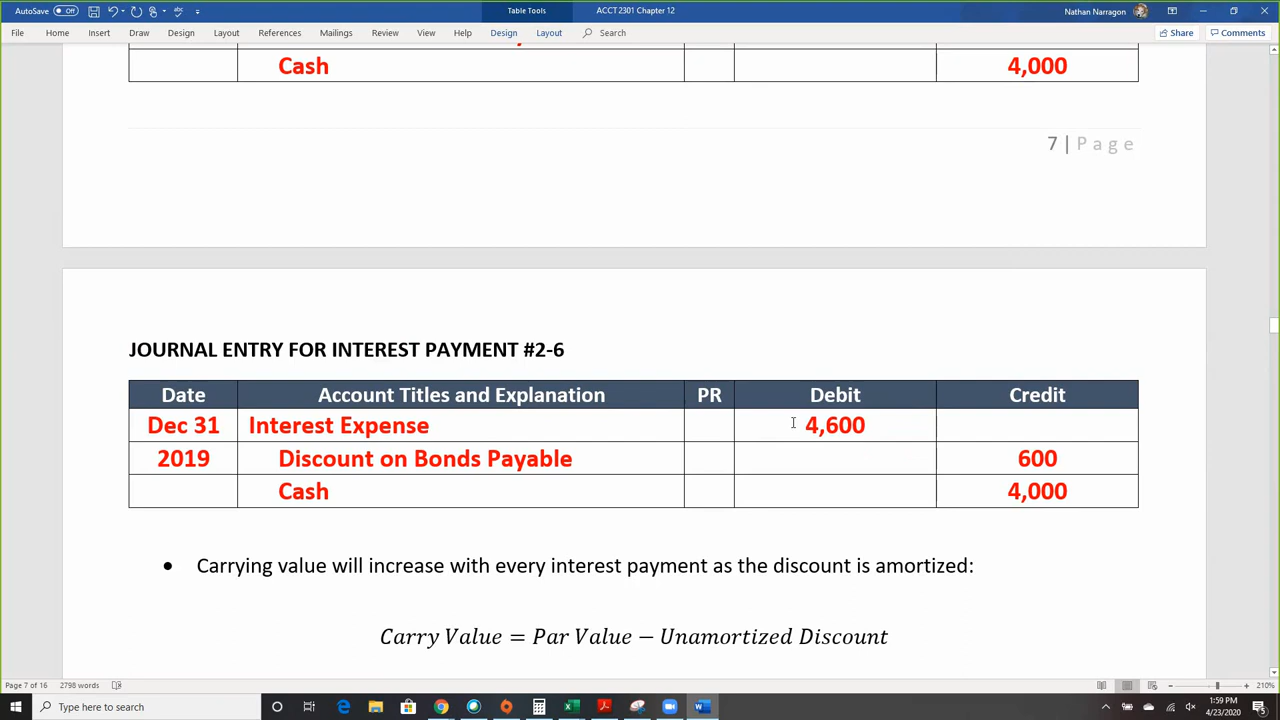 AutoSave Off
Table Tools
ACCT 2301 Chapter 12
Nathan Narragon
File Home Insert Draw Design Layout References Mailings Review View Help Design Layout Search Share Comments
Cash 4,000
7 | Page
JOURNAL ENTRY FOR INTEREST PAYMENT #2-6
Date Account Titles and Explanation PR Debit Credit
Dec 31 Interest Expense 4,600
2019 Discount on Bonds Payable 600
Cash 4,000
• Carrying value will increase with every interest payment as the discount is amortized:
Carry Value = Par Value − Unamortized Discount
Page 7 of 16 2798 words 210%
Type here to search
1:59 PM
4/23/2020